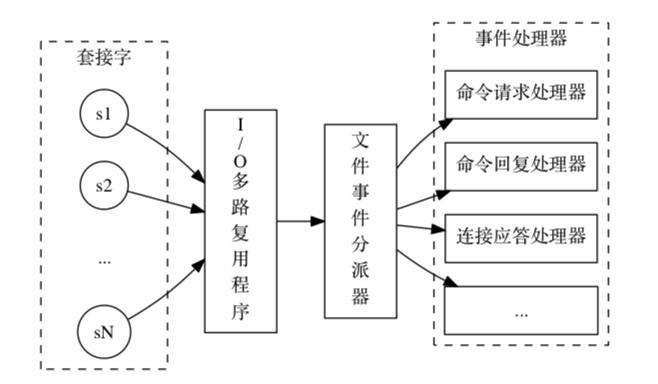 套接字
s1
s2
...
sN
I/O多路复用程序
文件事件分派器
事件处理器
命令请求处理器
命令回复处理器
连接应答处理器
...